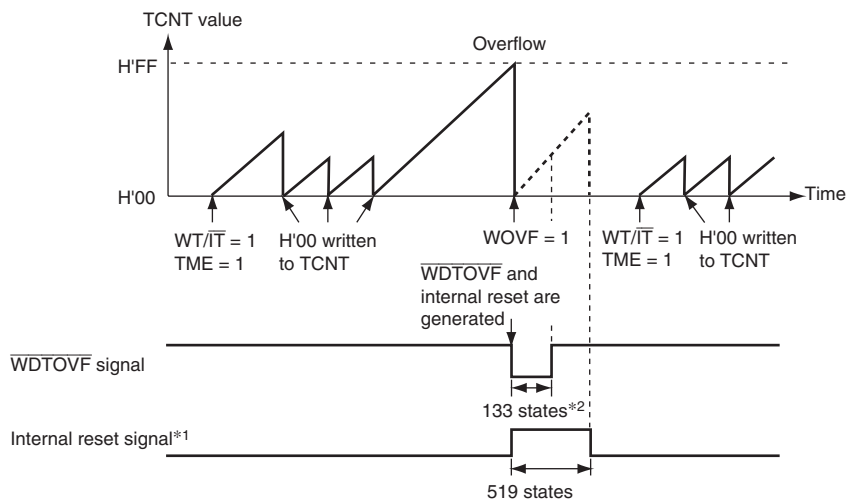 TCNT value
Overflow
H'FF
H'00
Time
WT/IT = 1
TME = 1
H'00 written
to TCNT
WOVF = 1
WT/IT = 1
TME = 1
H'00 written
to TCNT
WDTOVF and
internal reset are
generated
WDTOVF signal
133 states*2
Internal reset signal*1
519 states